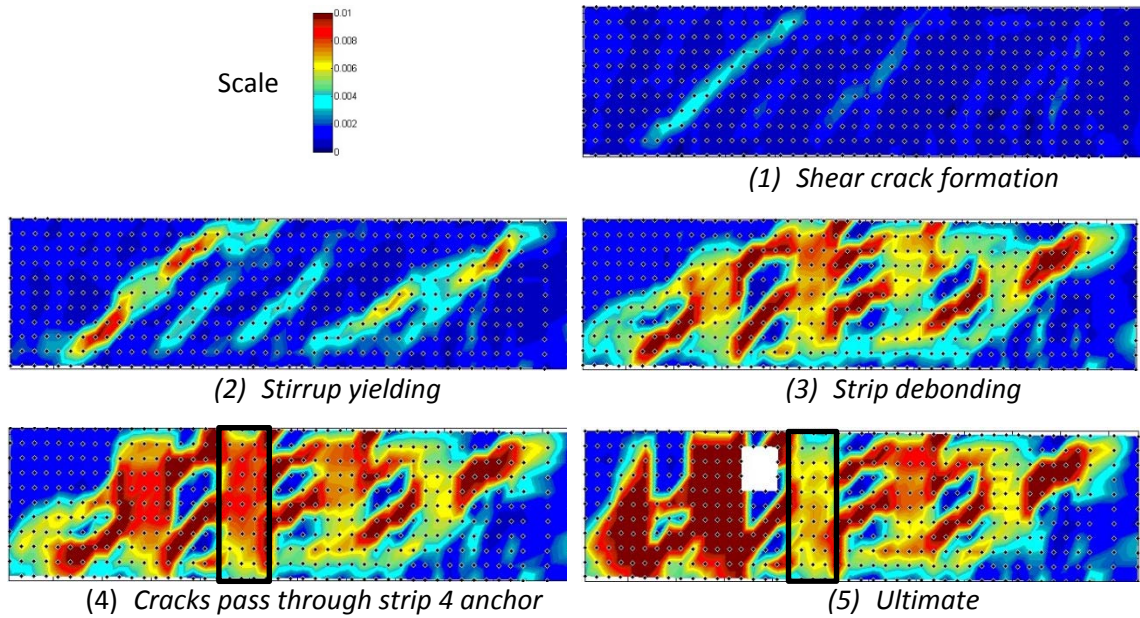 Scale
0.01
0.008
0.006
0.004
0.002
0
(1) Shear crack formation
(2) Stirrup yielding
(3) Strip debonding
(4) Cracks pass through strip 4 anchor
(5) Ultimate